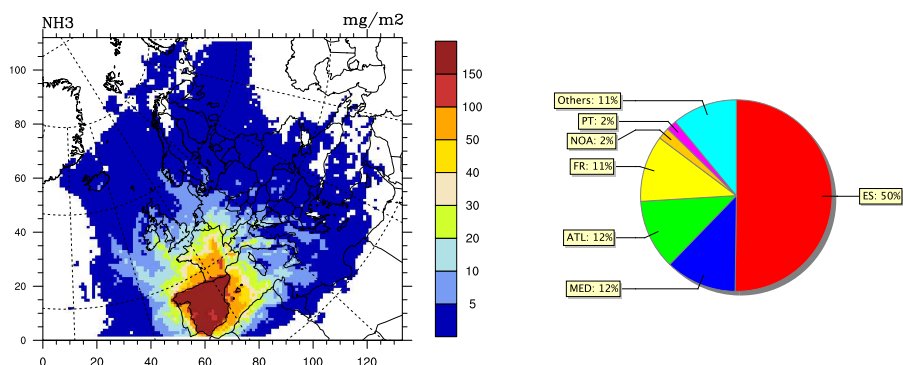 NH3 mg/m2
100
80
60
40
20
0
0 20 40 60 80 100 120
150
100
50
40
30
20
10
5
Others: 11%
PT: 2%
NOA: 2%
FR: 11%
ES: 50%
ATL: 12%
MED: 12%